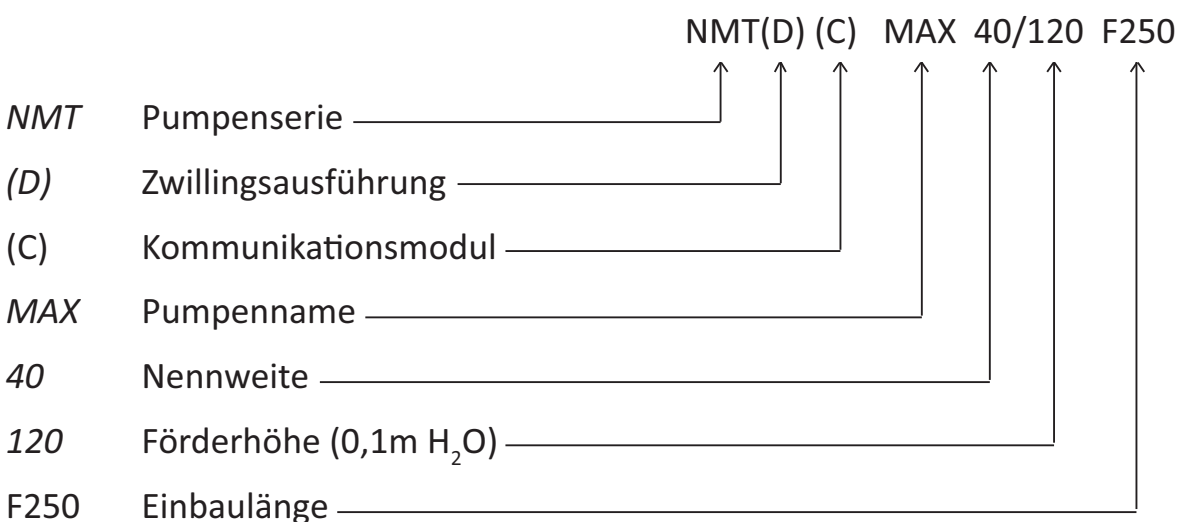 NMT(D) (C) MAX 40/120 F250
NMT Pumpenserie
(D) Zwillingsausführung
(C) Kommunikationsmodul
MAX Pumpenname
40 Nennweite
120 Förderhöhe (0,1m H₂O)
F250 Einbaulänge